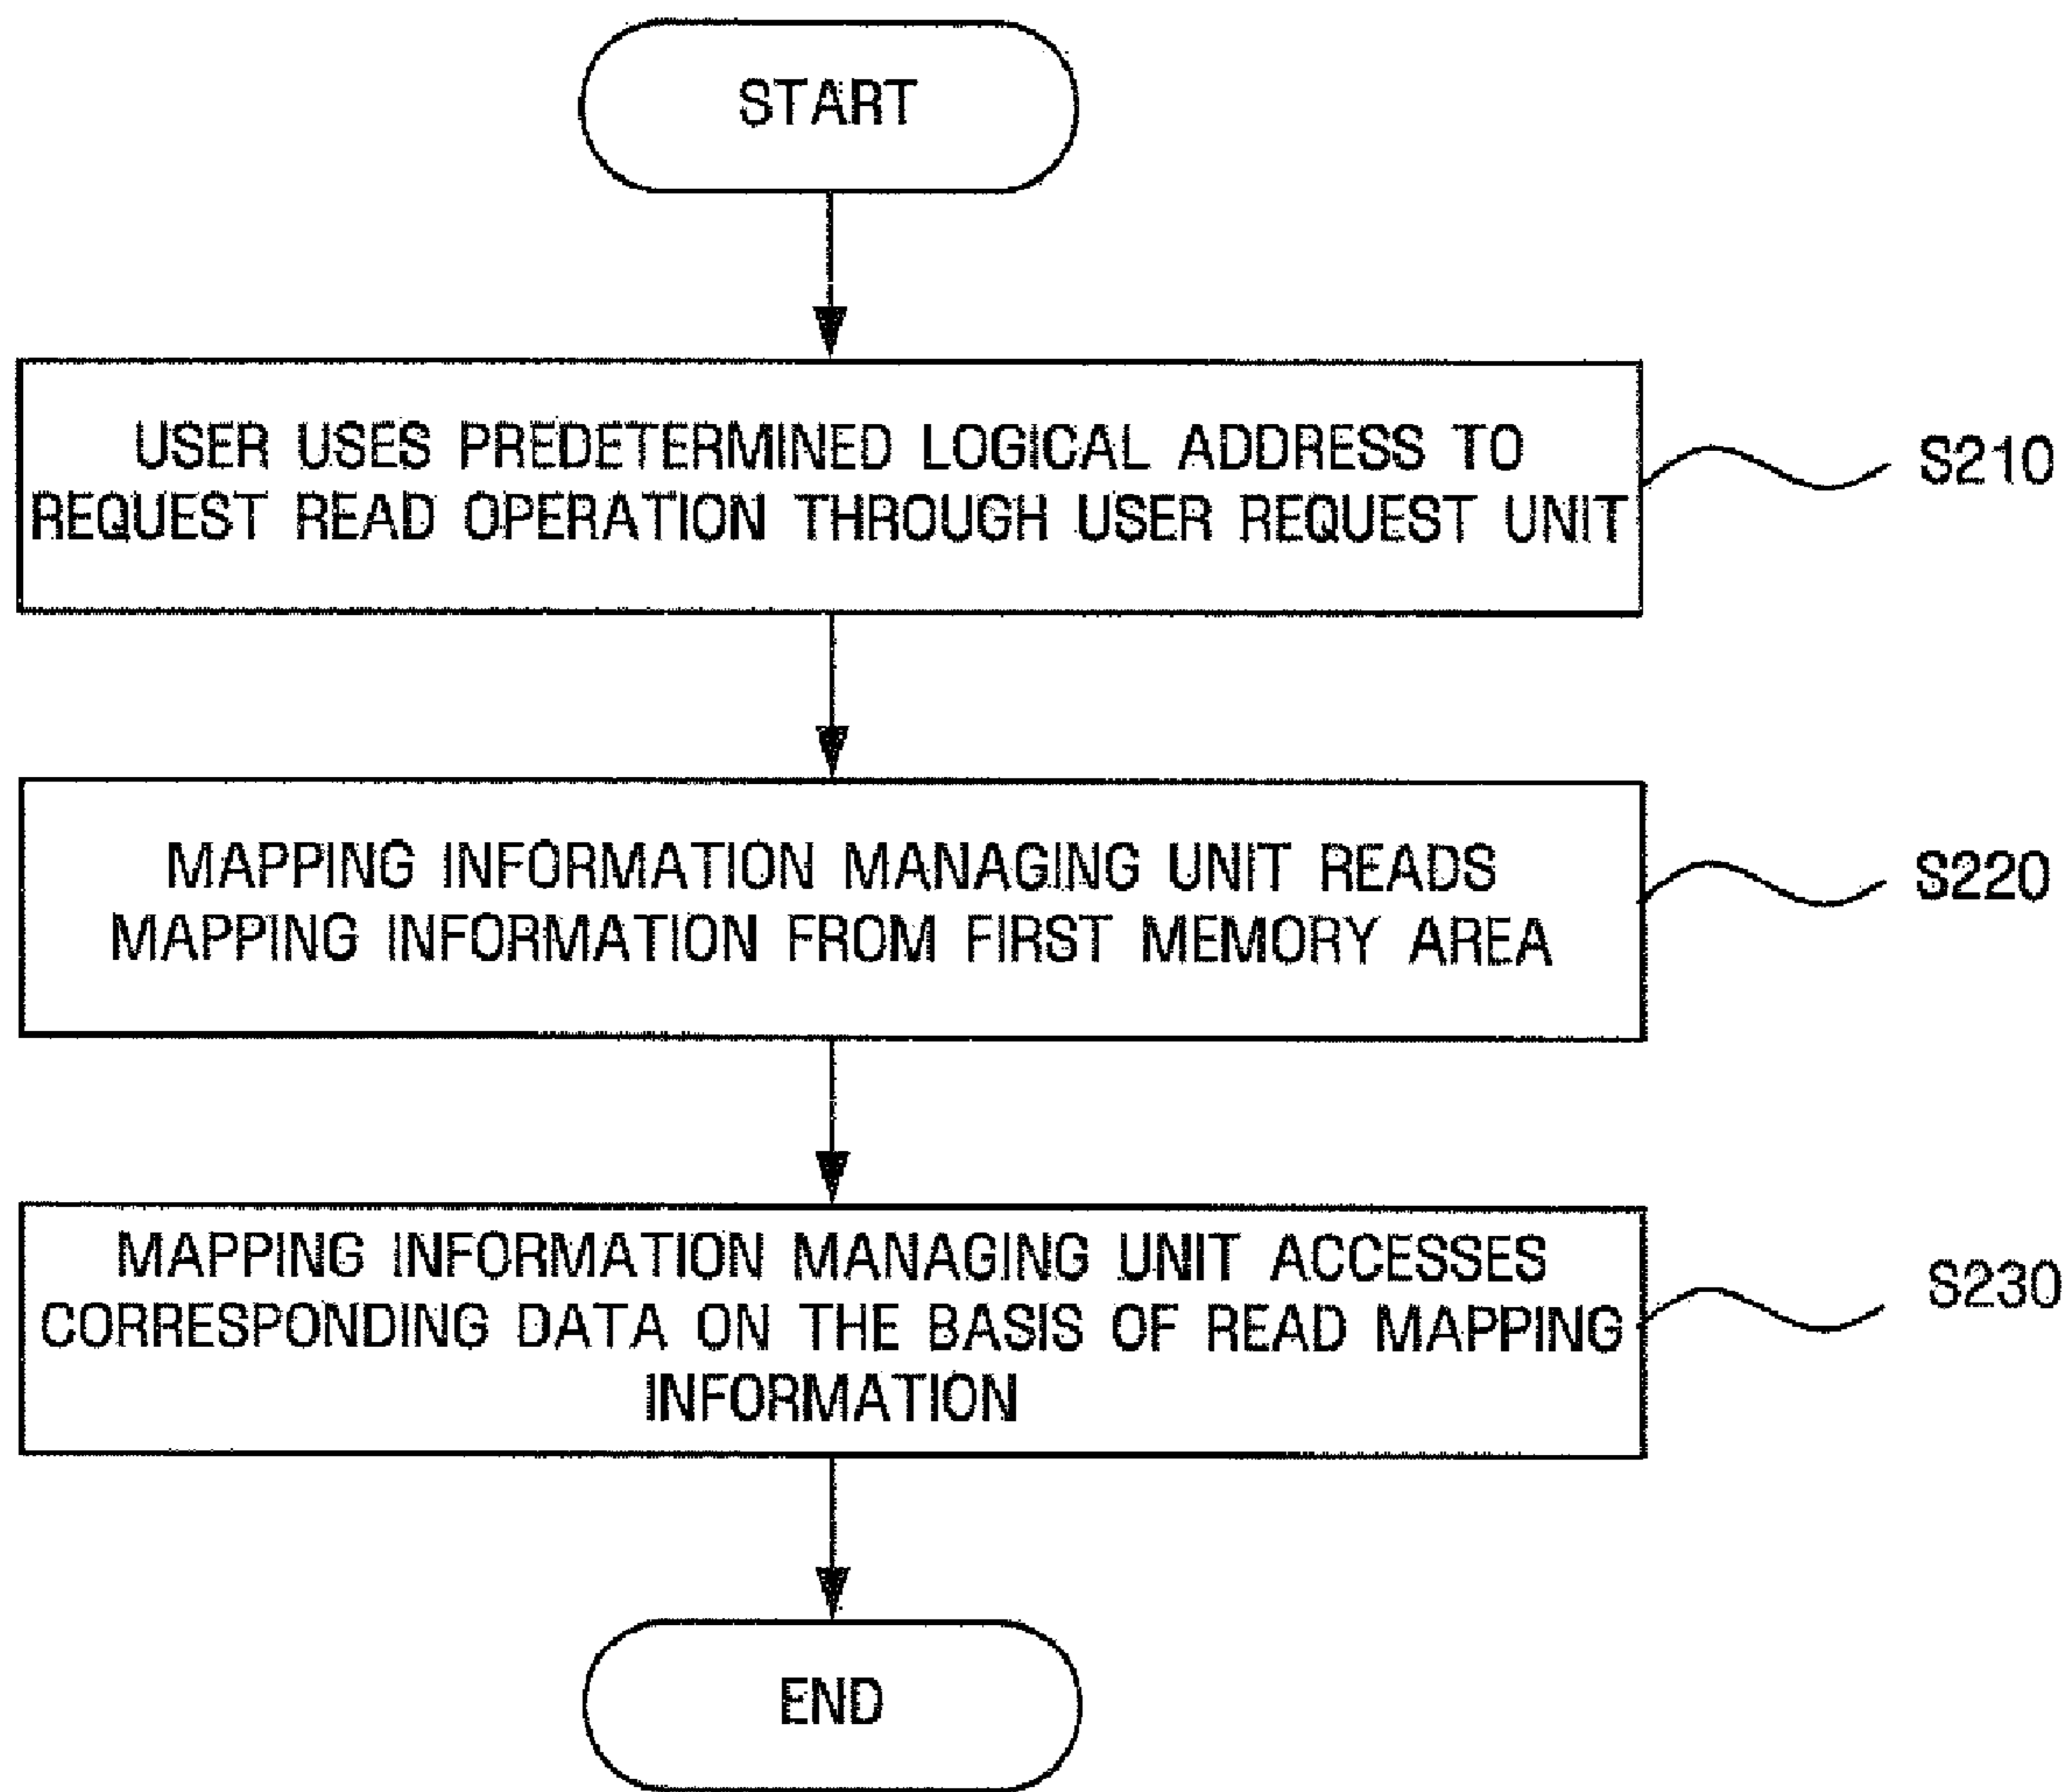 START
USER USES PREDETERMINED LOGICAL ADDRESS TO
REQUEST READ OPERATION THROUGH USER REQUEST UNIT
S210
MAPPING INFORMATION MANAGING UNIT READS
MAPPING INFORMATION FROM FIRST MEMORY AREA
S220
MAPPING INFORMATION MANAGING UNIT ACCESSES
CORRESPONDING DATA ON THE BASIS OF READ MAPPING
INFORMATION
S230
END